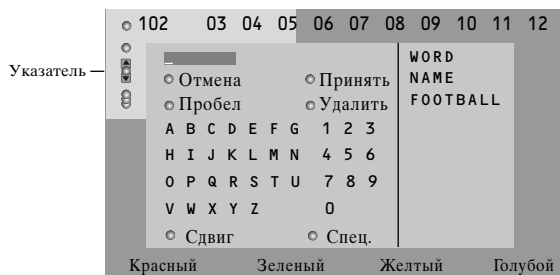 102 03 04 05 06 07 08 09 10 11 12
WORD
Указатель
Отмена Принять NAME
Пробел Удалить FOOTBALL
A B C D E F G 1 2 3
H I J K L M N 4 5 6
O P Q R S T U 7 8 9
V W X Y Z 0
Сдвиг Спец.
Красный Зеленый Желтый Голубой